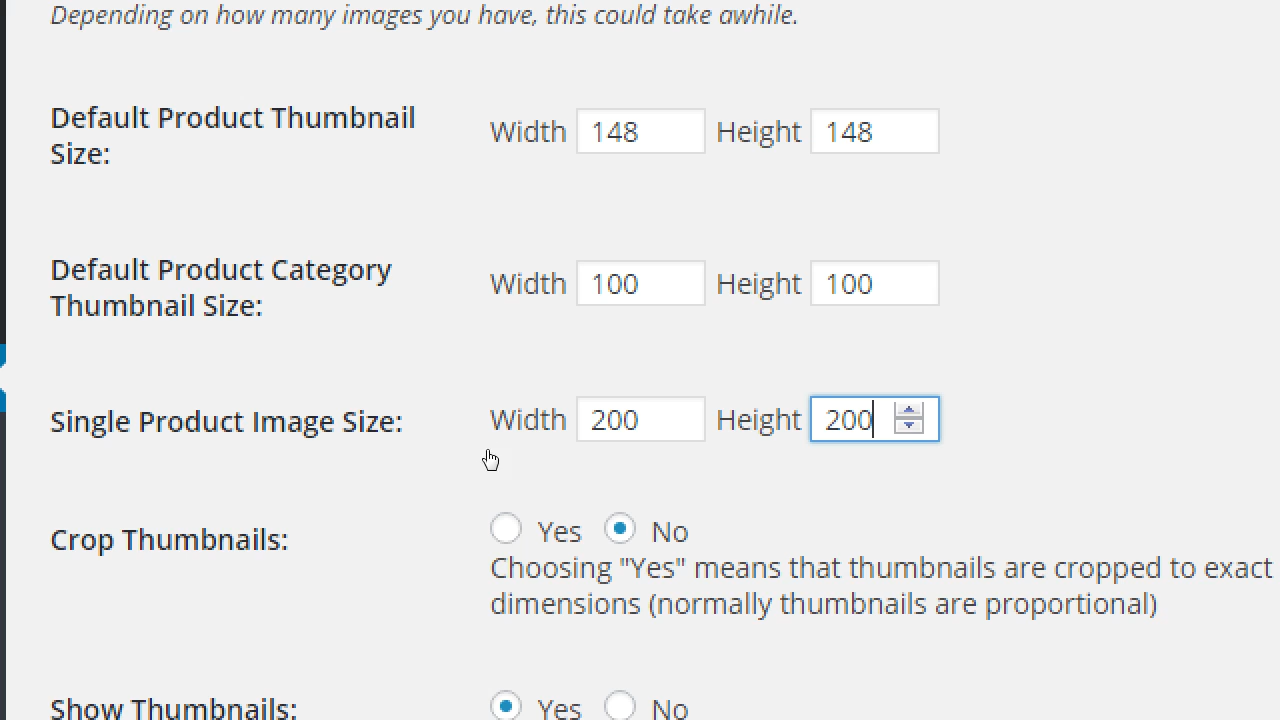 Depending on how many images you have, this could take awhile.
Default Product Thumbnail
Size:
Width 148 Height 148
Default Product Category
Thumbnail Size:
Width 100 Height 100
Single Product Image Size:
Width 200 Height 200
Crop Thumbnails:
Yes No
Choosing "Yes" means that thumbnails are cropped to exact
dimensions (normally thumbnails are proportional)
Show Thumbnails:
Yes No